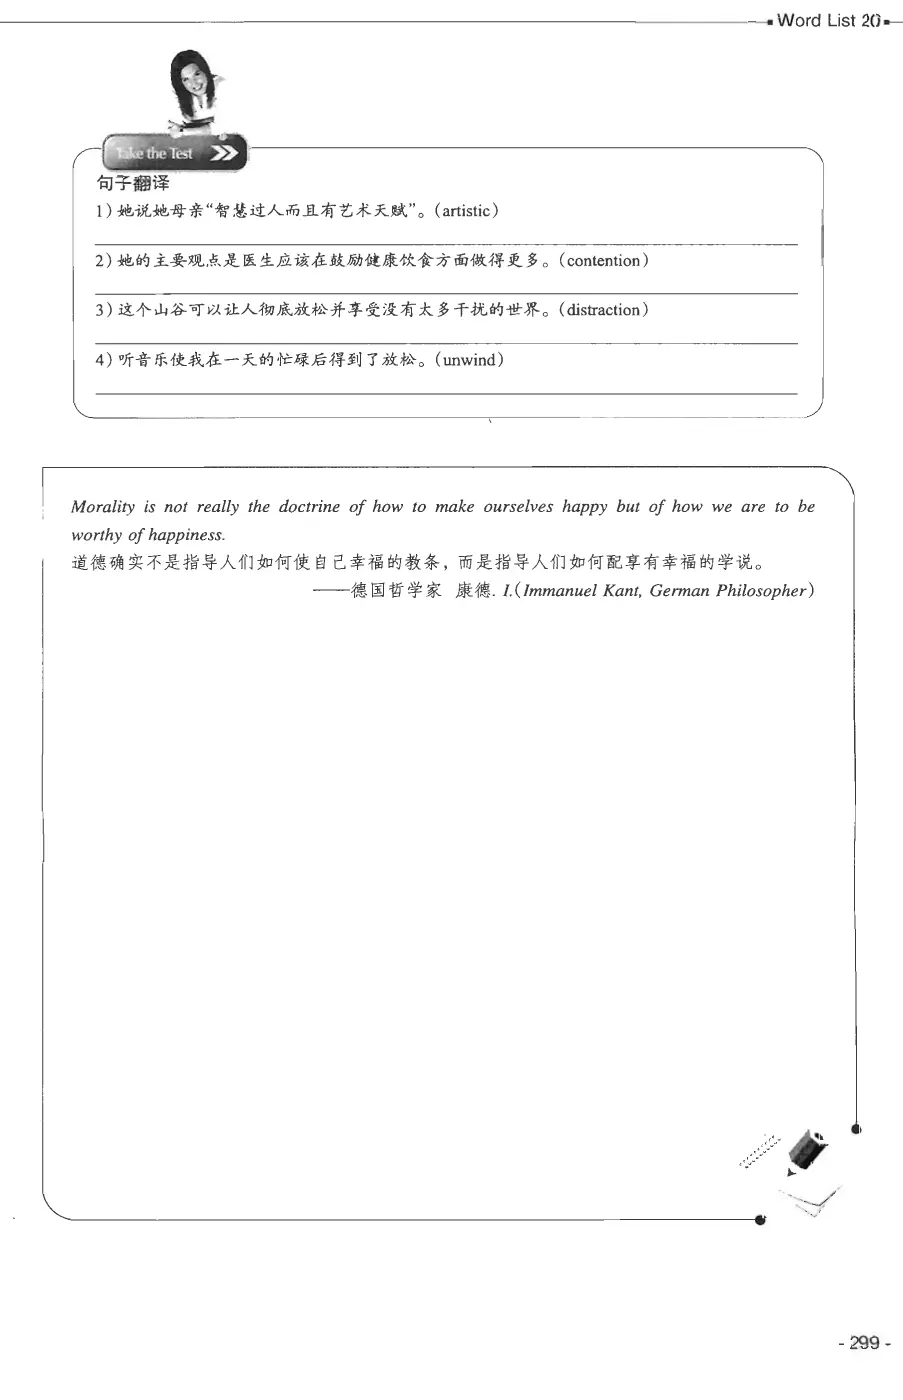 Word List 20
Take the Test
句子翻译
1) 她说她母亲“智慧过人而且有艺术天赋”。(artistic)
2) 她的主要观点是医生应该在鼓励健康饮食方面做得更多。(contention)
3) 这个山谷可以让人彻底放松并享受没有太多干扰的世界。(distraction)
4) 听音乐使我在一天的忙碌后得到了放松。(unwind)
Morality is not really the doctrine of how to make ourselves happy but of how we are to be
worthy of happiness.
道德确实不是指导人们如何使自己幸福的教条，而是指导人们如何配享有幸福的学说。
——德国哲学家 康德. I.(Immanuel Kant, German Philosopher)
- 299 -